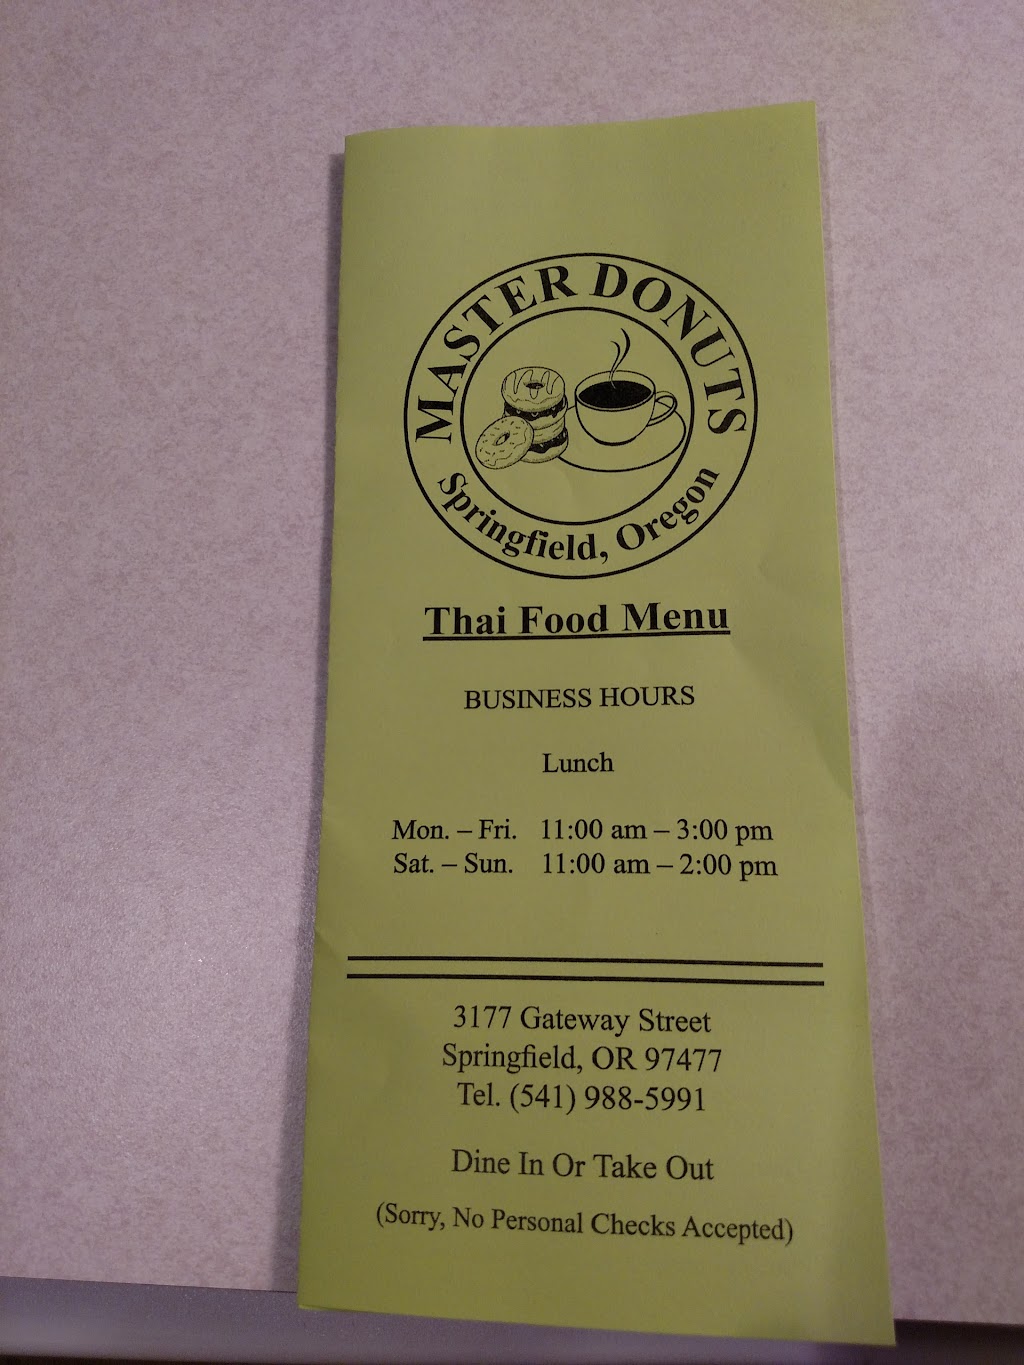 MASTER DONUTS
Springfield, Oregon
Thai Food Menu
BUSINESS HOURS
Lunch
Mon. – Fri. 11:00 am – 3:00 pm
Sat. – Sun. 11:00 am – 2:00 pm
3177 Gateway Street
Springfield, OR 97477
Tel. (541) 988-5991
Dine In Or Take Out
(Sorry, No Personal Checks Accepted)